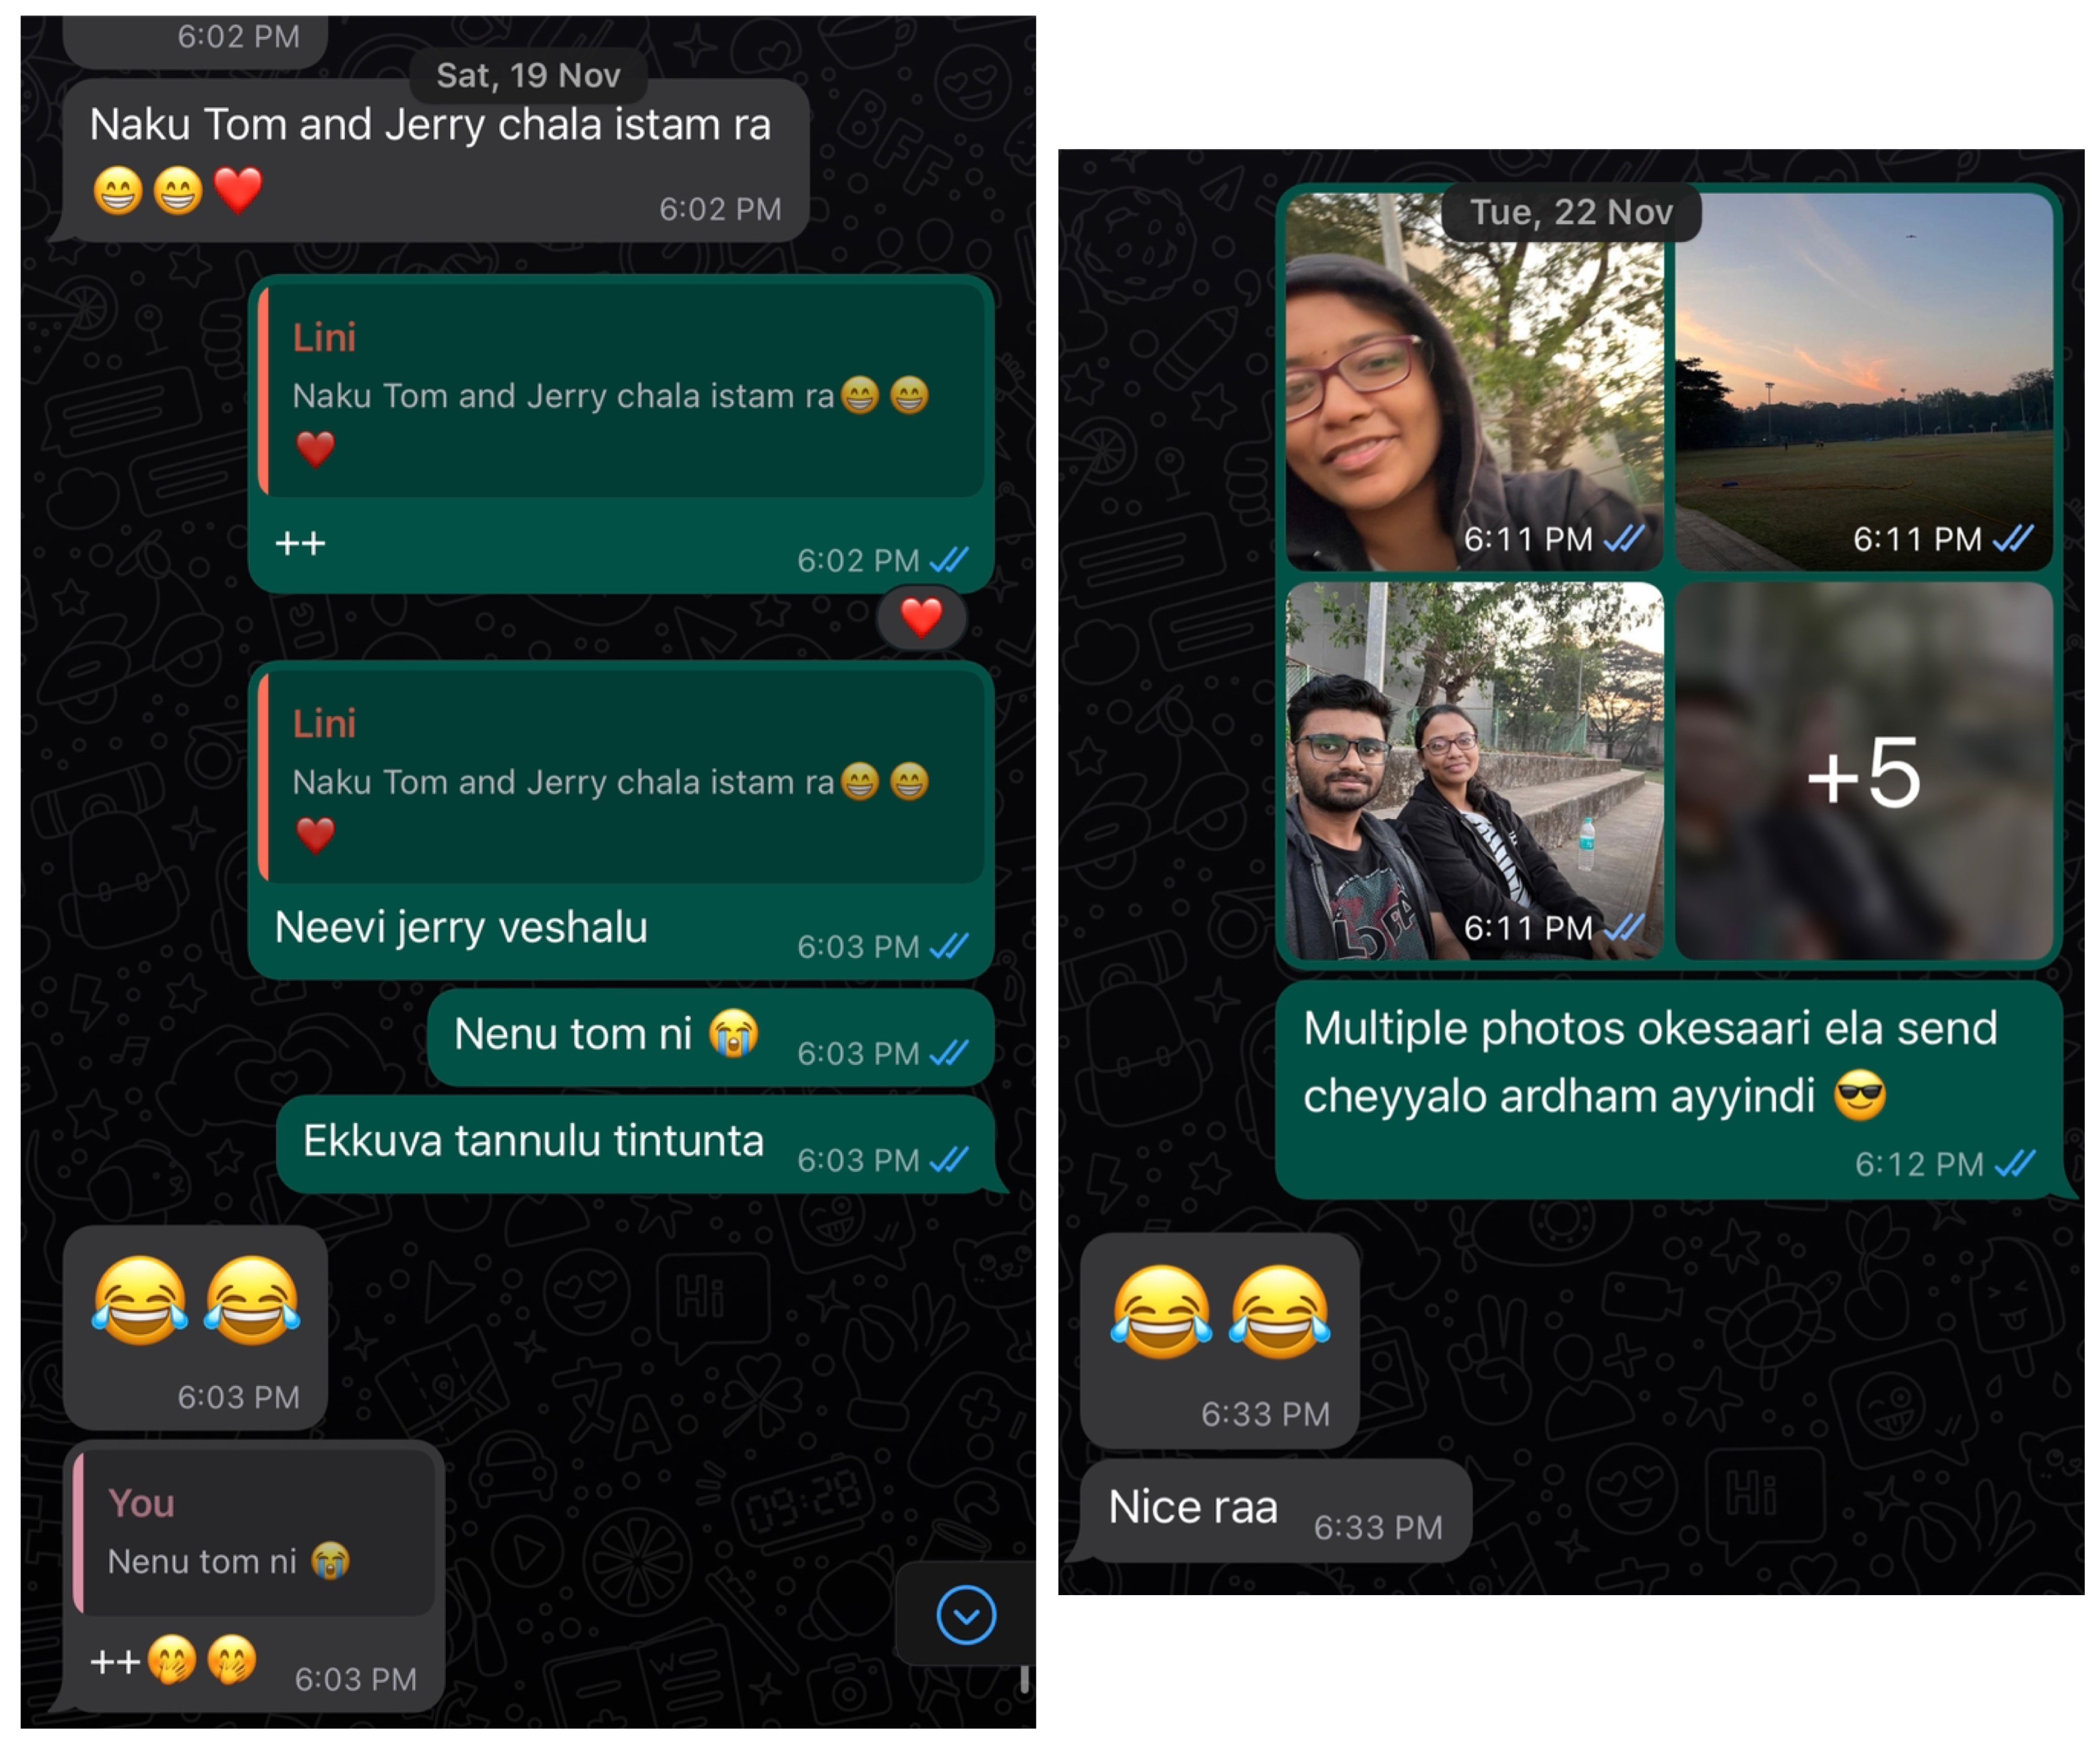 6:02 PM
Sat, 19 Nov
Naku Tom and Jerry chala istam ra
😁😁❤️
6:02 PM
Lini
Naku Tom and Jerry chala istam ra😁😁
❤️
++
6:02 PM
❤️
Lini
Naku Tom and Jerry chala istam ra😁😁
❤️
Neevi jerry veshalu
6:03 PM
Nenu tom ni 😭
6:03 PM
Ekkuva tannulu tintunta
6:03 PM
😂😂
6:03 PM
You
Nenu tom ni 😭
++🤭🤭
6:03 PM
Tue, 22 Nov
6:11 PM
6:11 PM
6:11 PM
+5
Multiple photos okesaari ela send
cheyyalo ardham ayyindi 😎
6:12 PM
😂😂
6:33 PM
Nice raa
6:33 PM